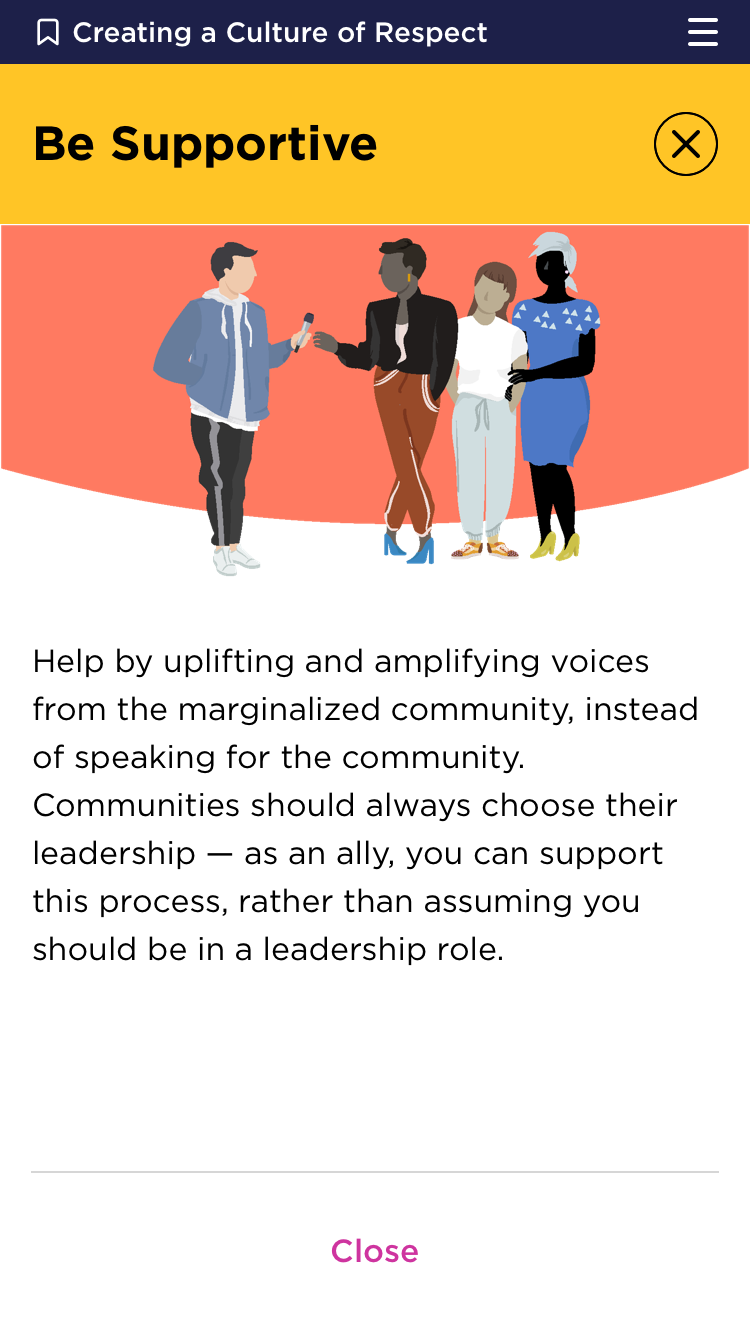 Creating a Culture of Respect
Be Supportive
Help by uplifting and amplifying voices
from the marginalized community, instead
of speaking for the community.
Communities should always choose their
leadership — as an ally, you can support
this process, rather than assuming you
should be in a leadership role.
Close